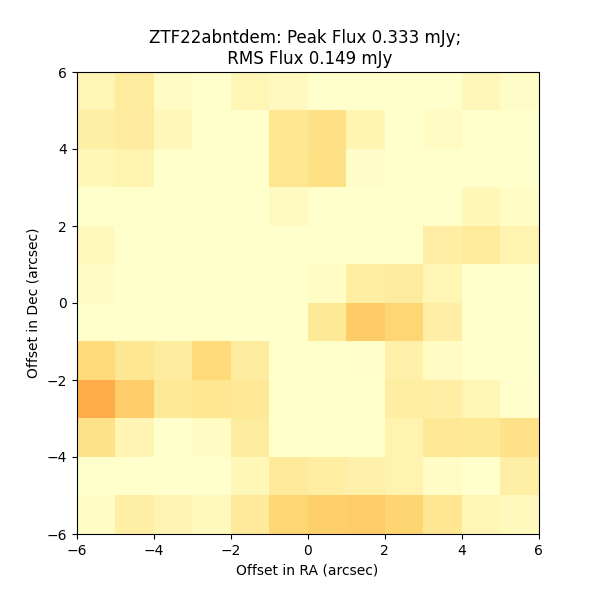 ZTF22abntdem: Peak Flux 0.333 mJy;
RMS Flux 0.149 mJy
6
4
2
0
−2
−4
−6
Offset in Dec (arcsec)
−6 −4 −2 0 2 4 6
Offset in RA (arcsec)